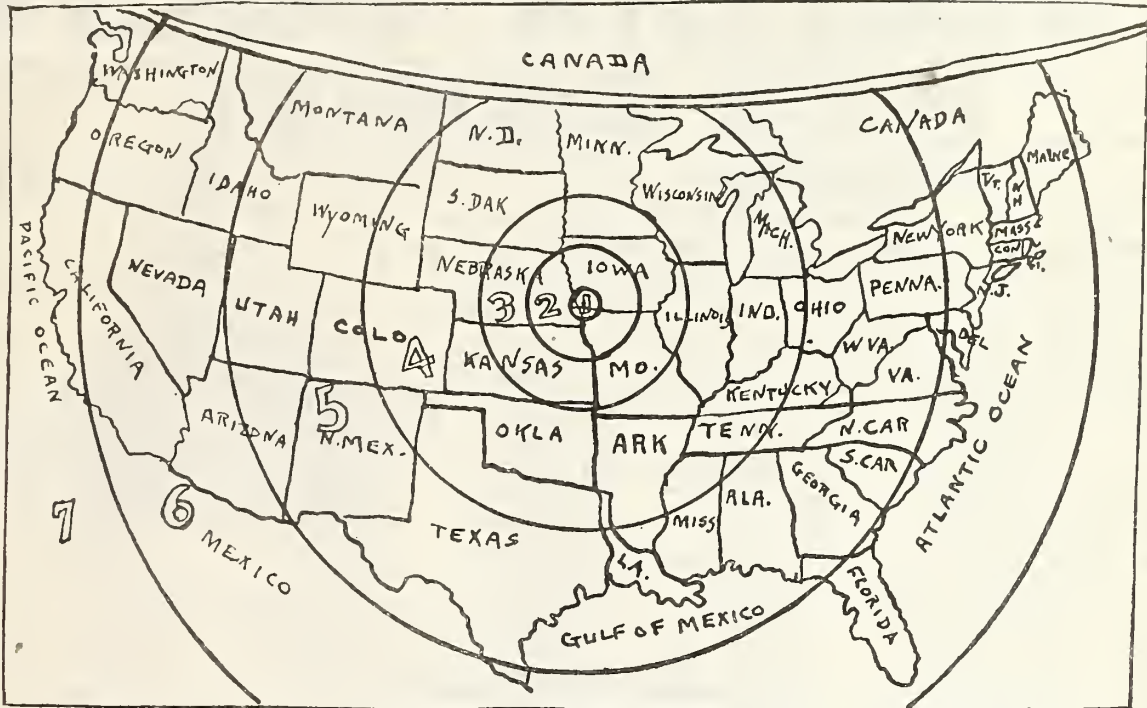 CANADA
7
WASHINGTON
MONTANA
N.D.
MINN.
CANADA
OREGON
IDAHO
WYOMING
S.DAK
WISCONSIN
MICH.
VT.
NH
MAINE
NEW YORK
MASS
CONN
N.J.
PACIFIC OCEAN
CALIFORNIA
NEVADA
UTAH
COLO.
NEBRASKA
IOWA
3
2
1
ILLINOIS
IND.
OHIO
PENNA.
DEL
4
KANSAS
MO.
KENTUCKY
W VA.
VA.
ARIZONA
5
N.MEX.
OKLA
ARK
TENN.
N.CAR
S.CAR
GEORGIA
ATLANTIC OCEAN
7
6
MEXICO
TEXAS
MISS
ALA.
LA.
GULF OF MEXICO
FLORIDA